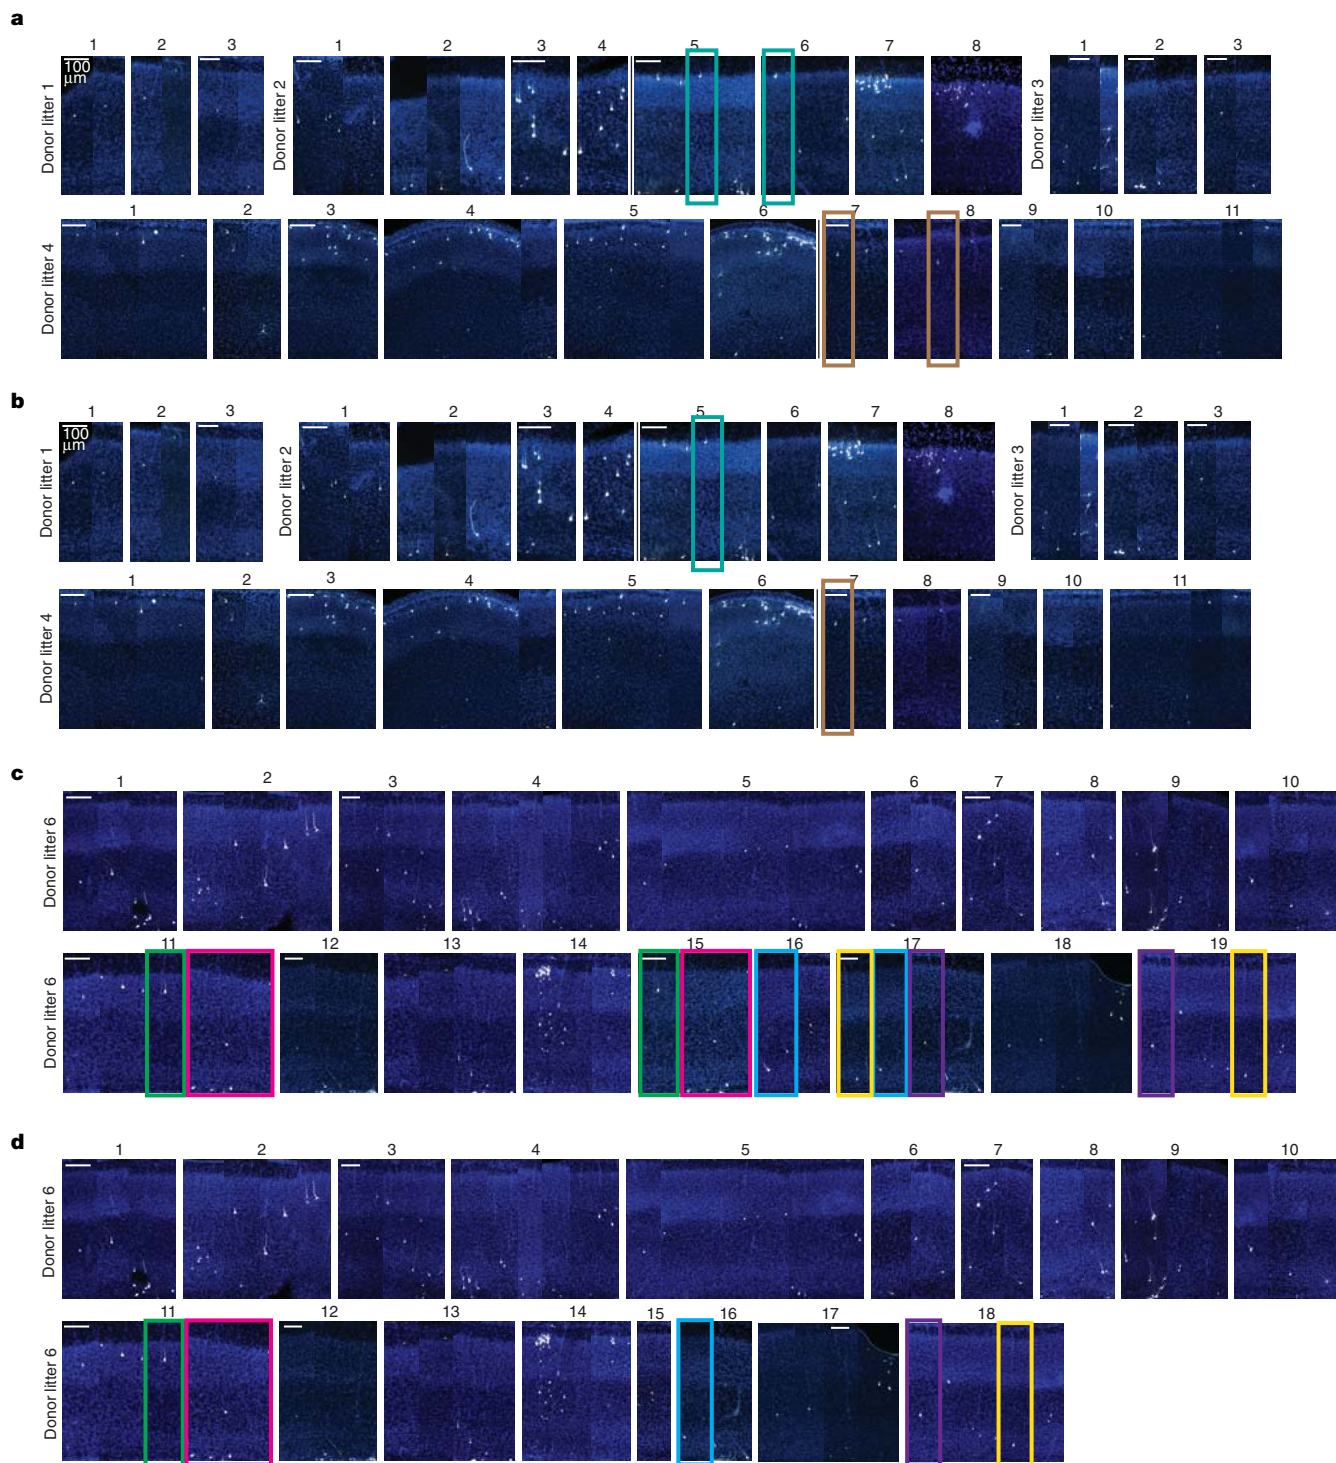 a
1 2 3 1 2 3 4 5 6 7 8 1 2 3
100
μm
Donor litter 1
Donor litter 2
Donor litter 3
1 2 3 4 5 6 7 8 9 10 11
Donor litter 4
b
1 2 3 1 2 3 4 5 6 7 8 1 2 3
100
μm
Donor litter 1
Donor litter 2
Donor litter 3
1 2 3 4 5 6 7 8 9 10 11
Donor litter 4
c
1 2 3 4 5 6 7 8 9 10
Donor litter 6
11 12 13 14 15 16 17 18 19
Donor litter 6
d
1 2 3 4 5 6 7 8 9 10
Donor litter 6
11 12 13 14 15 16 17 18
Donor litter 6